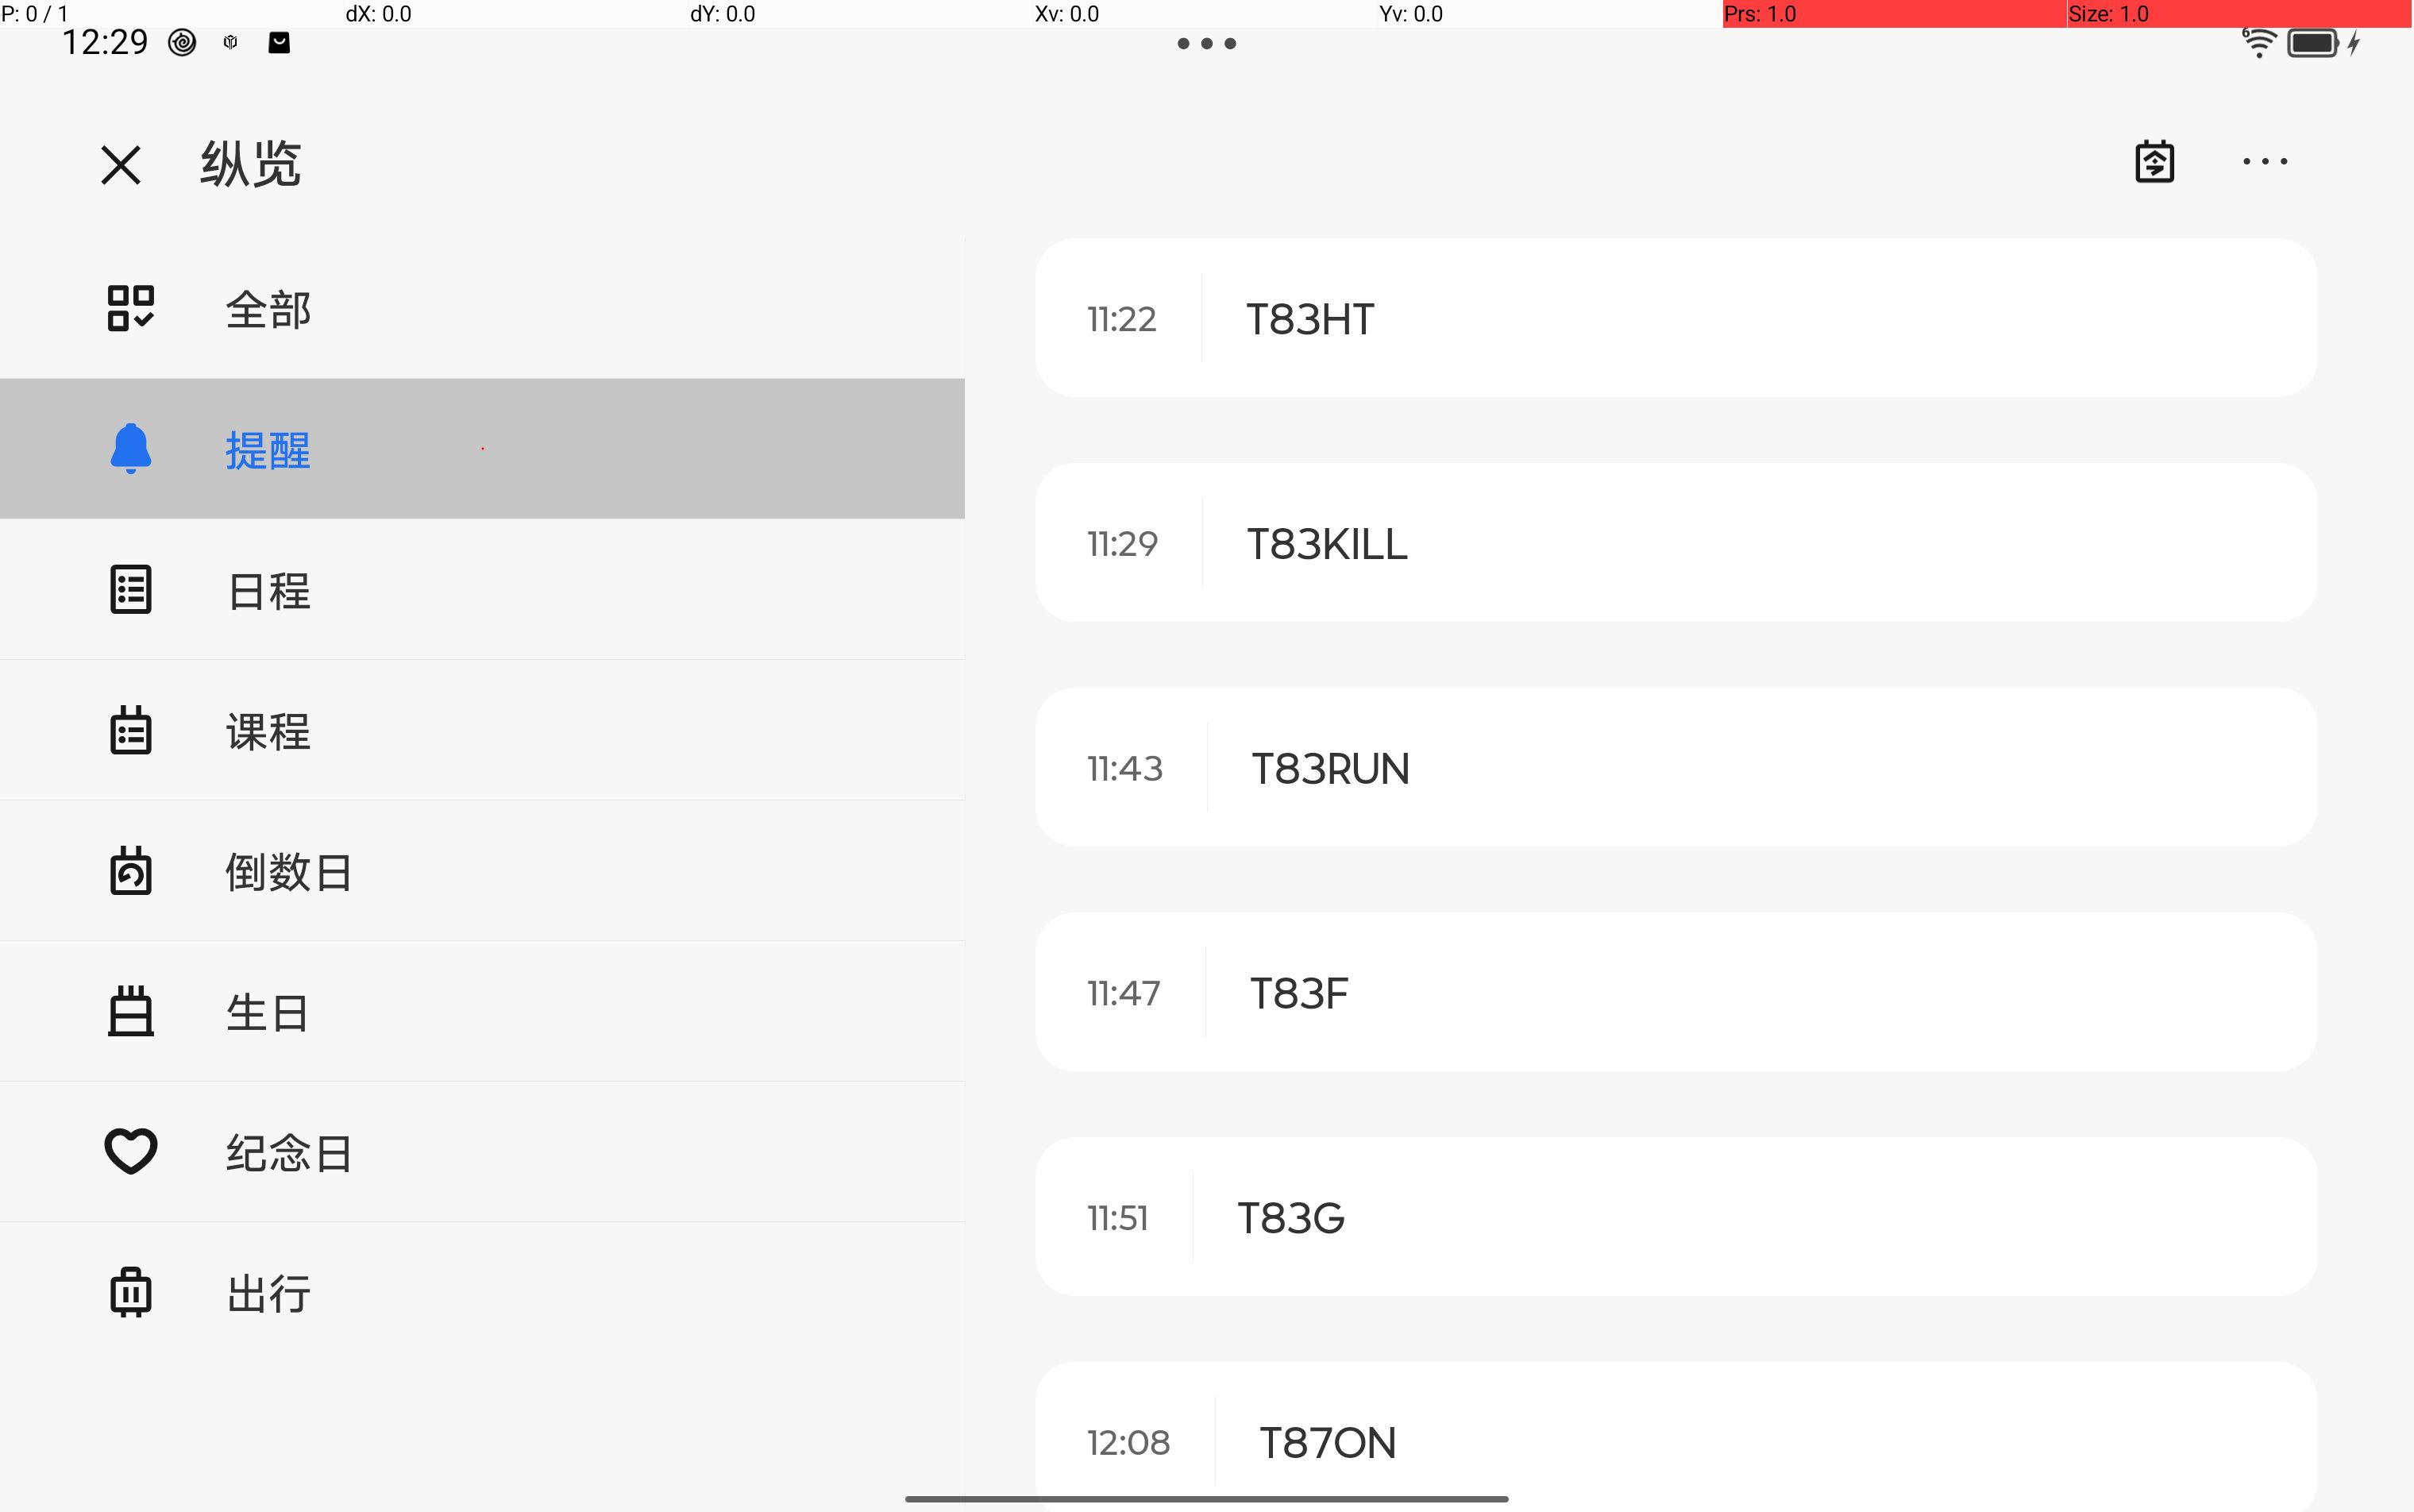 P: 0 / 1 dX: 0.0 dY: 0.0 Xv: 0.0 Yv: 0.0 Prs: 1.0 Size: 1.0
12:29
6
纵览
今
全部
提醒
日程
课程
倒数日
生日
纪念日
出行
11:22 T83HT
11:29 T83KILL
11:43 T83RUN
11:47 T83F
11:51 T83G
12:08 T87ON